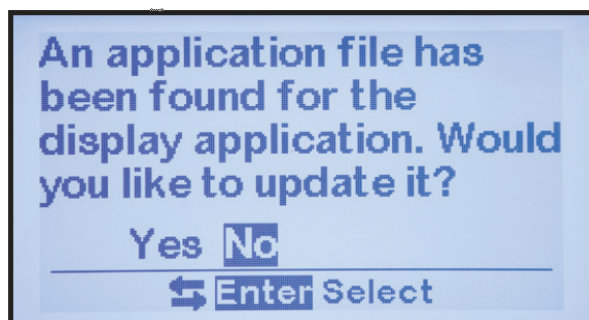 An application file has
been found for the
display application. Would
you like to update it?
Yes No
Enter Select